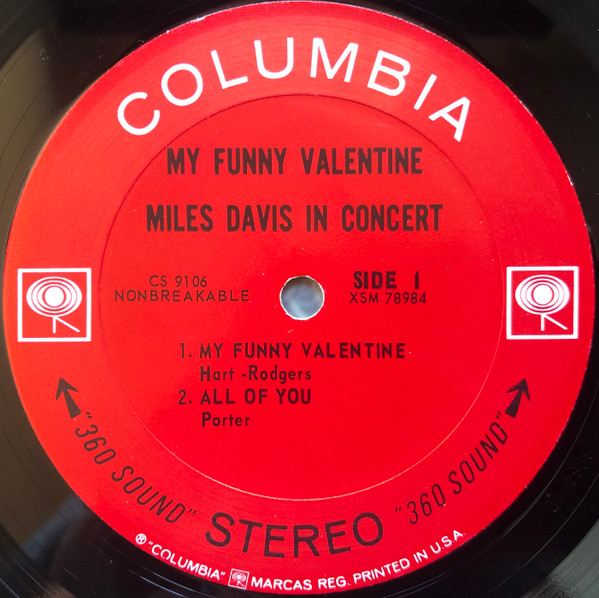 COLUMBIA
MY FUNNY VALENTINE
MILES DAVIS IN CONCERT
CS 9106
NONBREAKABLE
SIDE 1
XSM 78984
1. MY FUNNY VALENTINE
Hart -Rodgers
2. ALL OF YOU
Porter
"360 SOUND" STEREO "360 SOUND"
® "COLUMBIA" MARCAS REG. PRINTED IN U.S.A.